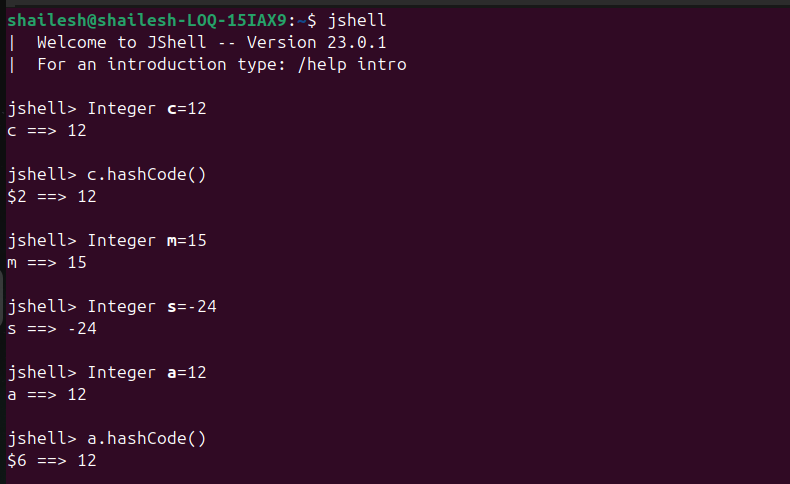 shailesh@shailesh-LOQ-15IAX9:~$ jshell
|  Welcome to JShell -- Version 23.0.1
|  For an introduction type: /help intro
jshell> Integer c=12
c ==> 12
jshell> c.hashCode()
$2 ==> 12
jshell> Integer m=15
m ==> 15
jshell> Integer s=-24
s ==> -24
jshell> Integer a=12
a ==> 12
jshell> a.hashCode()
$6 ==> 12